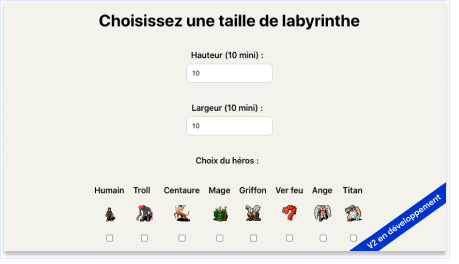 Choisissez une taille de labyrinthe
Hauteur (10 mini) :
10
Largeur (10 mini) :
10
Choix du héros :
Humain Troll Centaure Mage Griffon Ver feu Ange Titan
V2 en développement